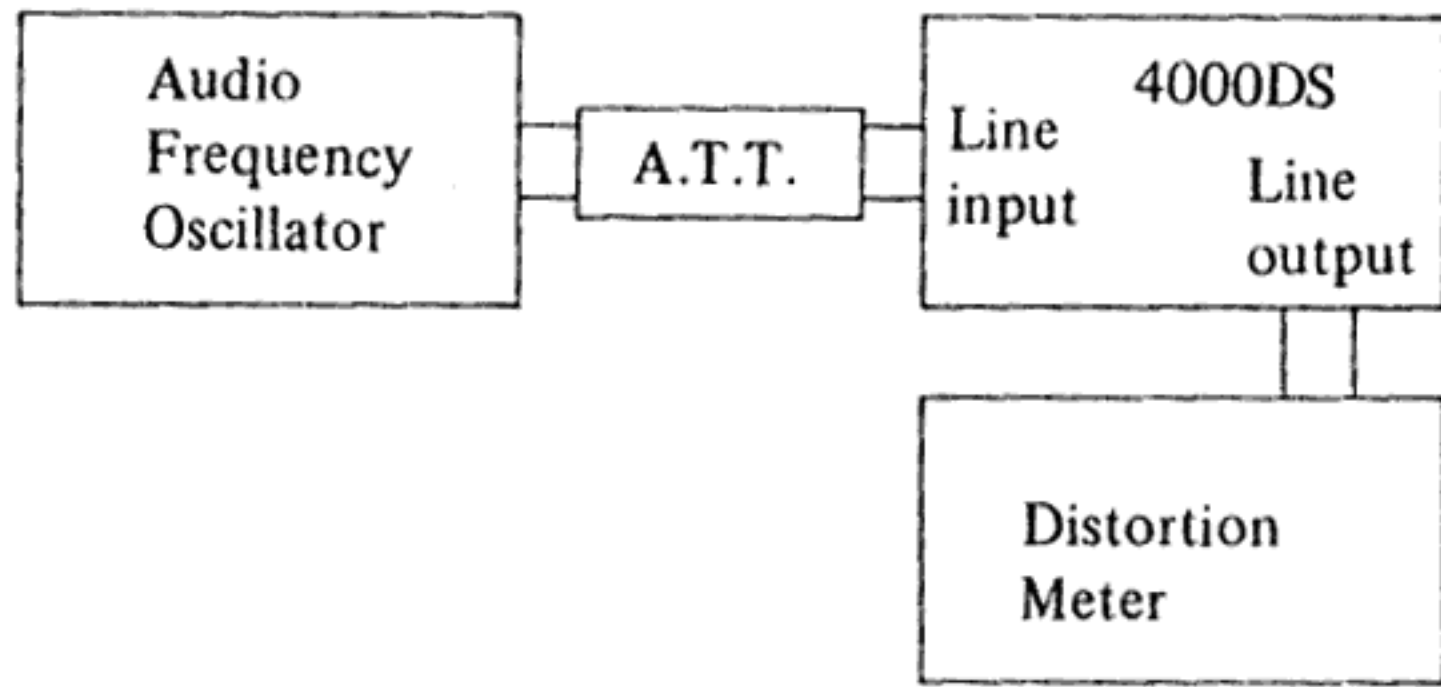 Audio
Frequency
Oscillator
A.T.T.
4000DS
Line
input
Line
output
Distortion
Meter